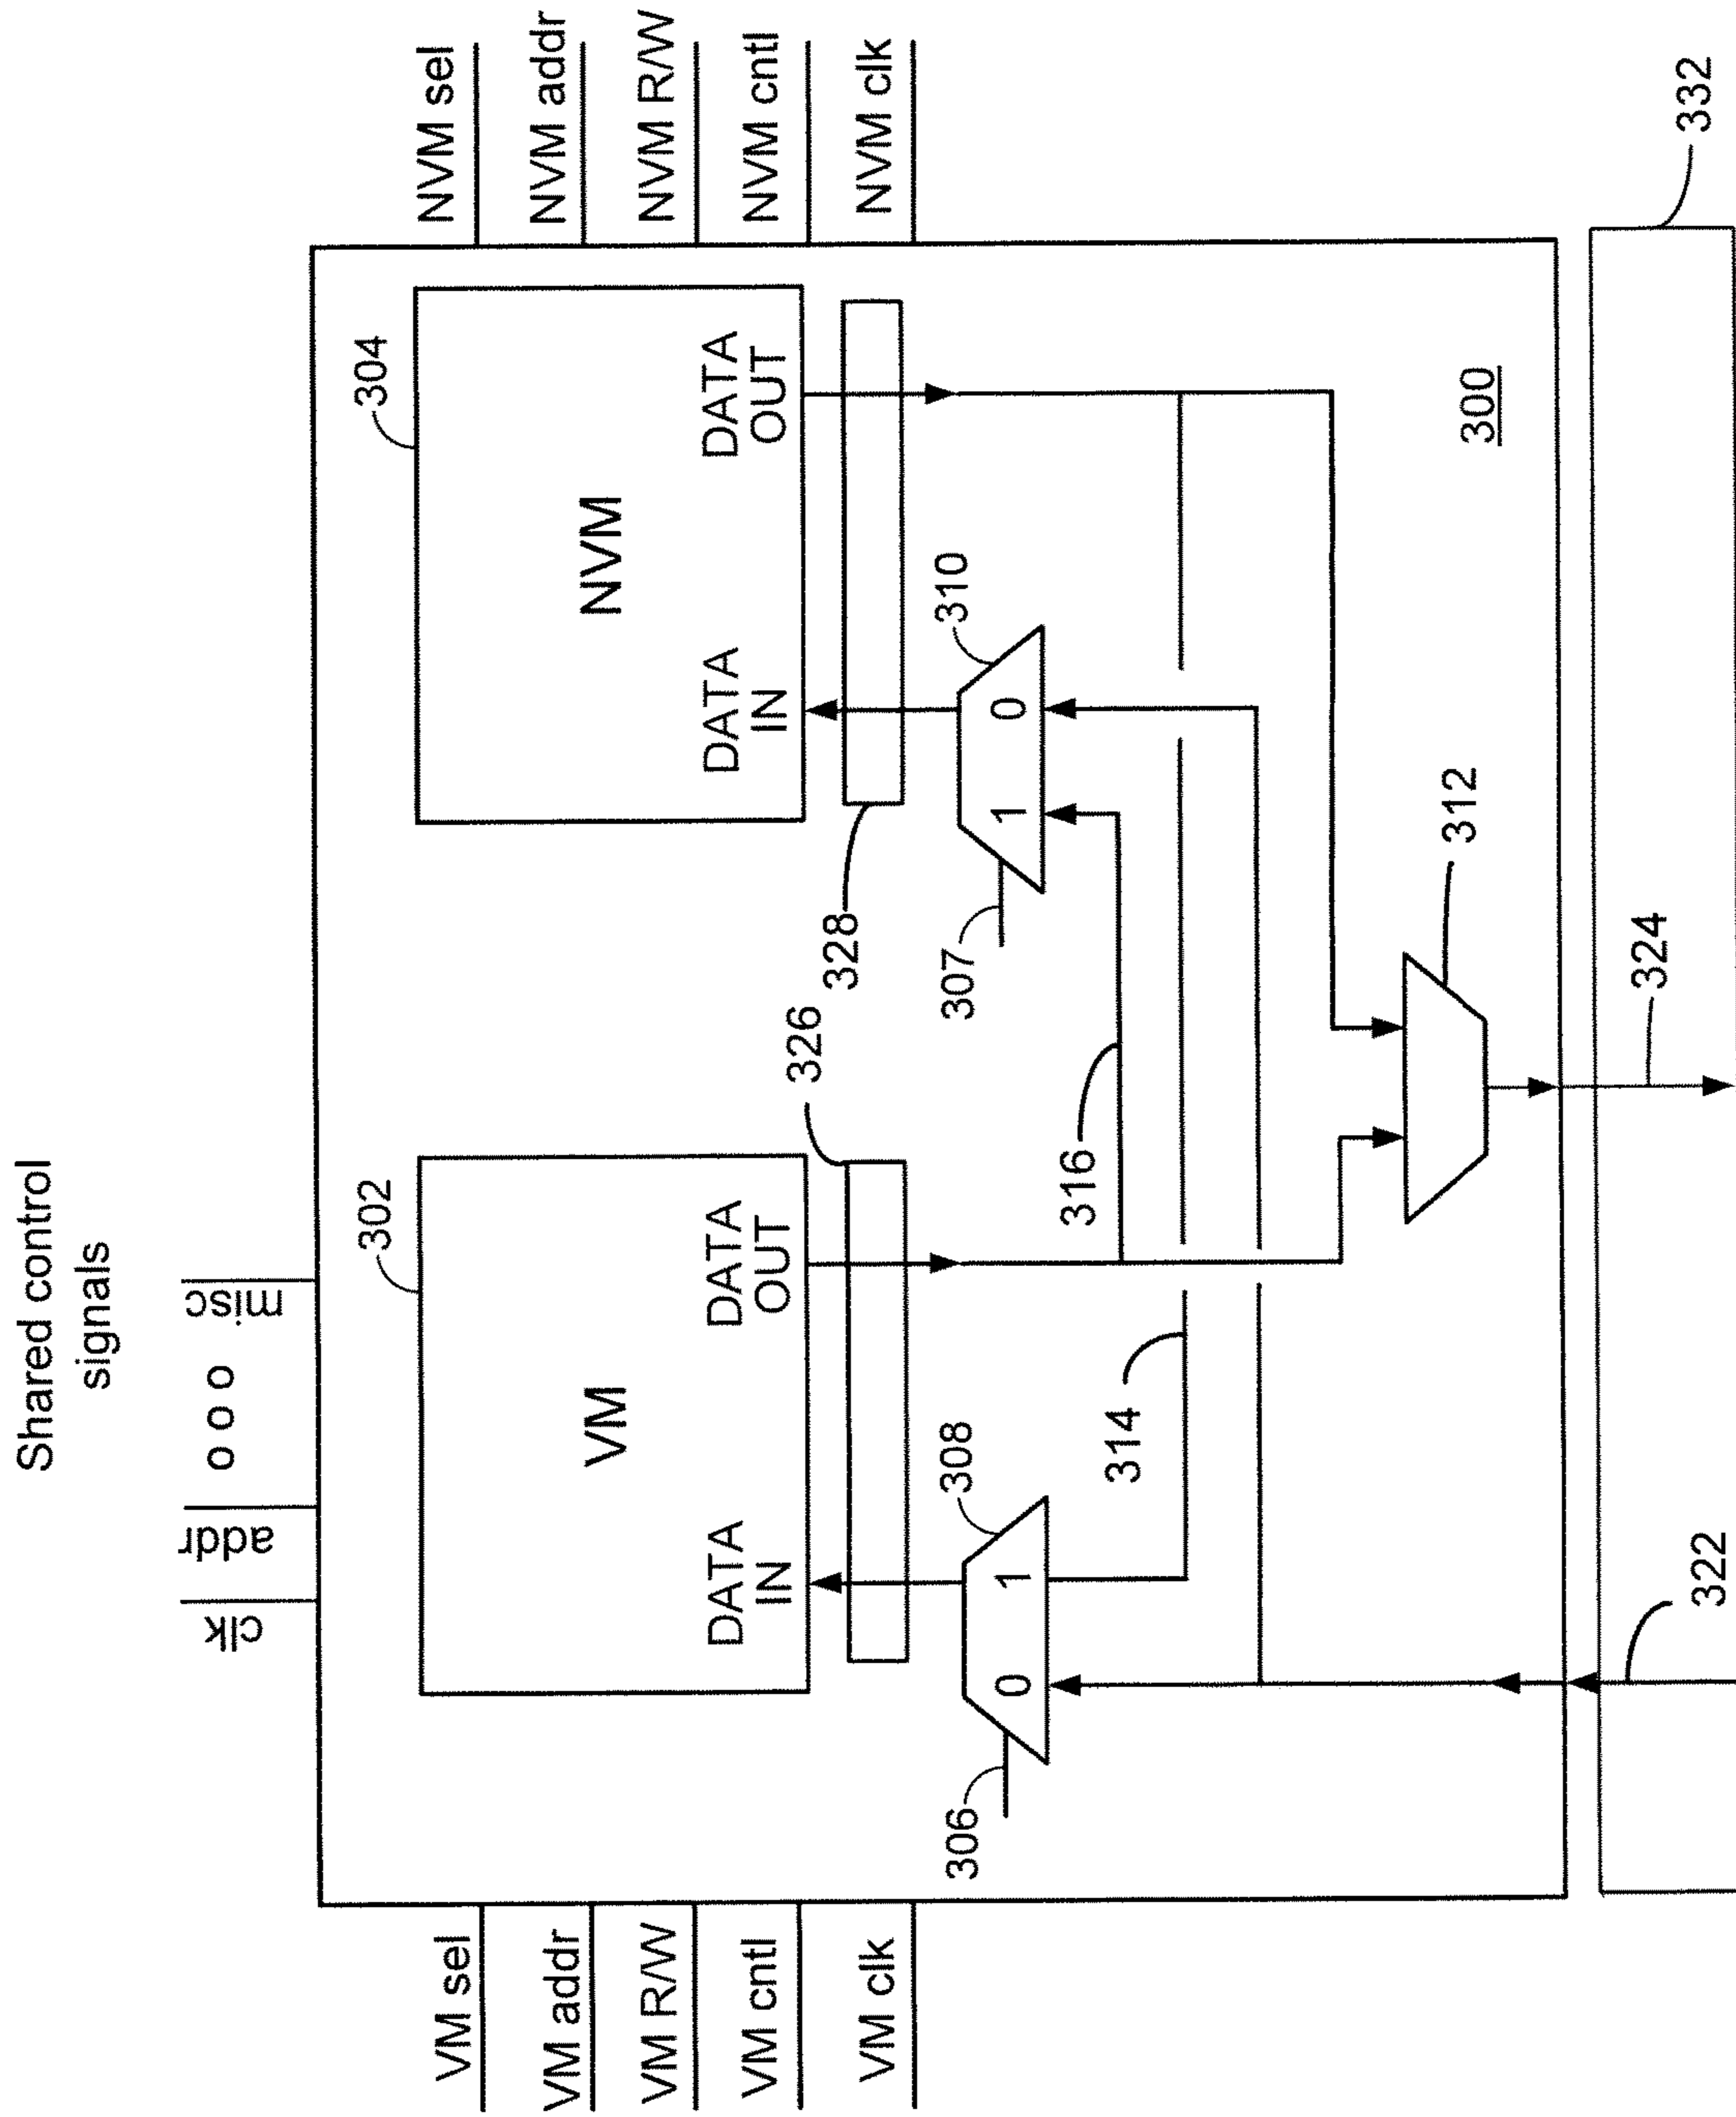 Shared control
signals
clk
addr
o o o
misc
VM sel
VM addr
VM R/W
VM cntl
VM clk
NVM sel
NVM addr
NVM R/W
NVM cntl
NVM clk
302
VM
DATA
IN
DATA
OUT
304
NVM
DATA
IN
DATA
OUT
326
328
306
0
1
308
307
1
0
310
316
314
312
300
322
324
332